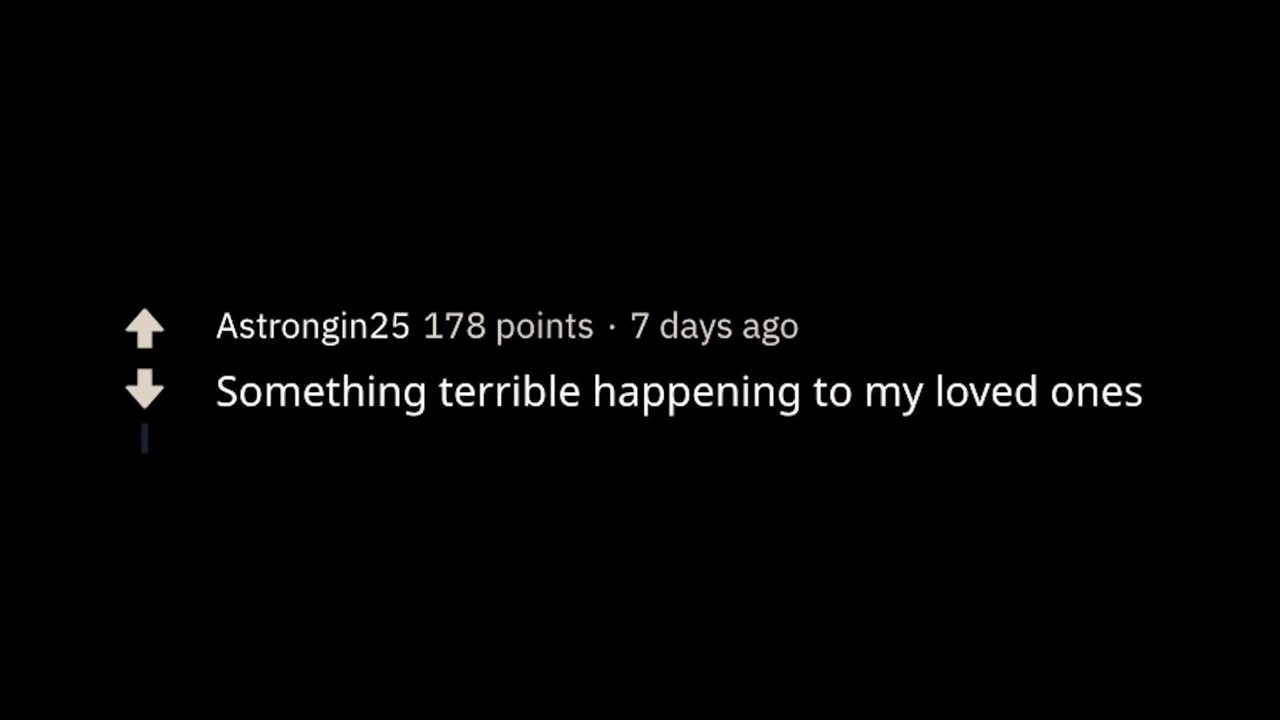 Astrongin25 178 points · 7 days ago
Something terrible happening to my loved ones